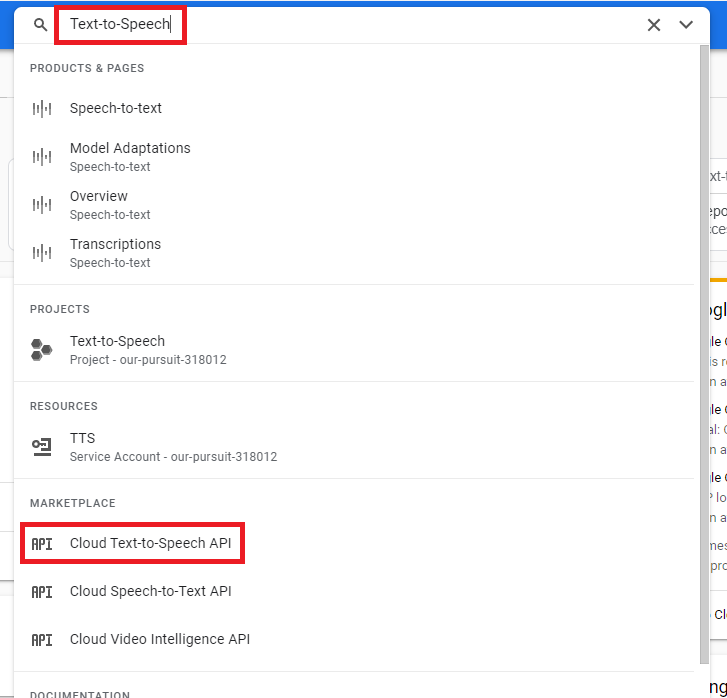 Text-to-Speech
PRODUCTS & PAGES
Speech-to-text
Model Adaptations
Speech-to-text
Overview
Speech-to-text
Transcriptions
Speech-to-text
PROJECTS
Text-to-Speech
Project - our-pursuit-318012
RESOURCES
TTS
Service Account - our-pursuit-318012
MARKETPLACE
API Cloud Text-to-Speech API
API Cloud Speech-to-Text API
API Cloud Video Intelligence API
DOCUMENTATION